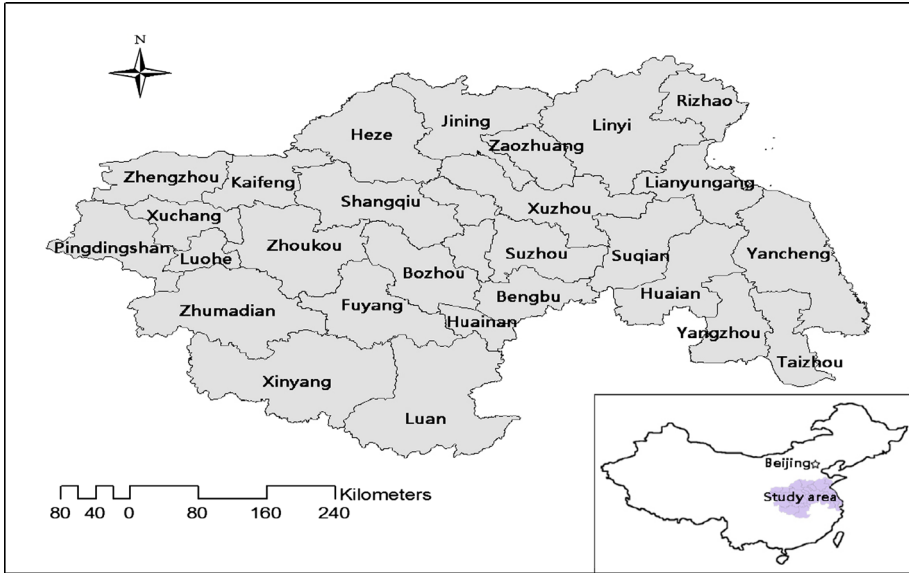 N
Rizhao
Jining
Linyi
Heze
Zaozhuang
Zhengzhou
Kaifeng
Lianyungang
Shangqiu
Xuzhou
Xuchang
Pingdingshan
Zhoukou
Luohe
Suzhou
Suqian
Yancheng
Bozhou
Bengbu
Huaian
Zhumadian
Fuyang
Huainan
Yangzhou
Taizhou
Xinyang
Luan
Beijing
Study area
Kilometers
80 40 0 80 160 240